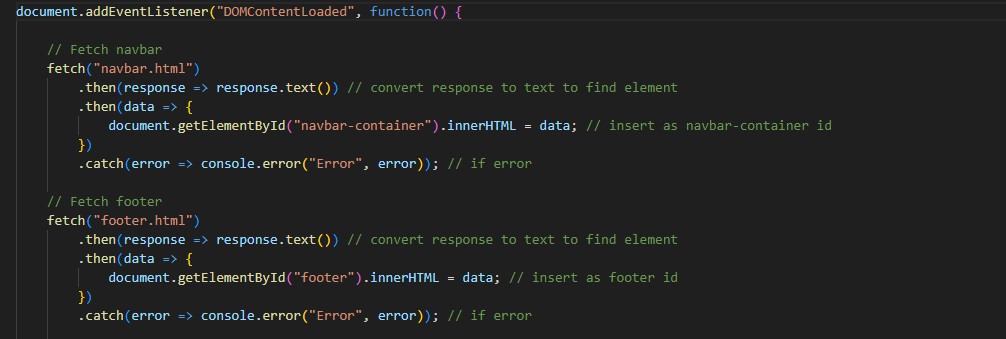 document.addEventListener("DOMContentLoaded", function() {
// Fetch navbar
fetch("navbar.html")
.then(response => response.text()) // convert response to text to find element
.then(data => {
document.getElementById("navbar-container").innerHTML = data; // insert as navbar-container id
})
.catch(error => console.error("Error", error)); // if error
// Fetch footer
fetch("footer.html")
.then(response => response.text()) // convert response to text to find element
.then(data => {
document.getElementById("footer").innerHTML = data; // insert as footer id
})
.catch(error => console.error("Error", error)); // if error